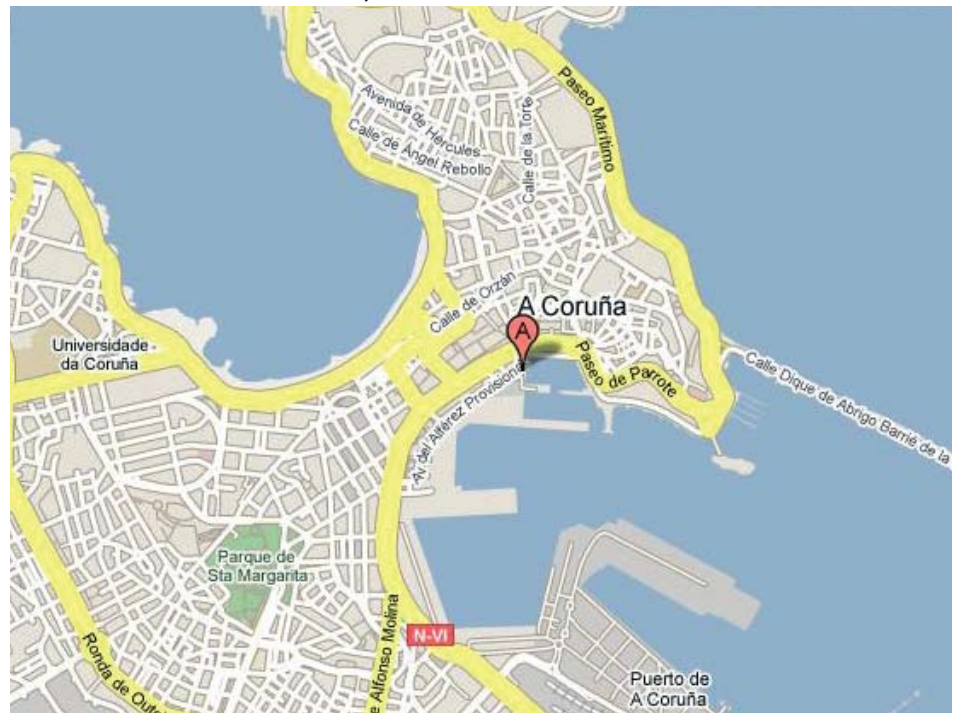 Paseo Marítimo
Avenida de Hércules
Calle de la Torre
Calle de Ángel Rebollo
Calle de Orzán
A Coruña
A
Universidade
da Coruña
Paseo de Parrote
Calle Dique de Abrigo Barrié de la
Av del Alférez Provisional
Parque de
Sta Margarita
N-VI
e Alfonso Molina
Ronda de Oute
Puerto de
A Coruña